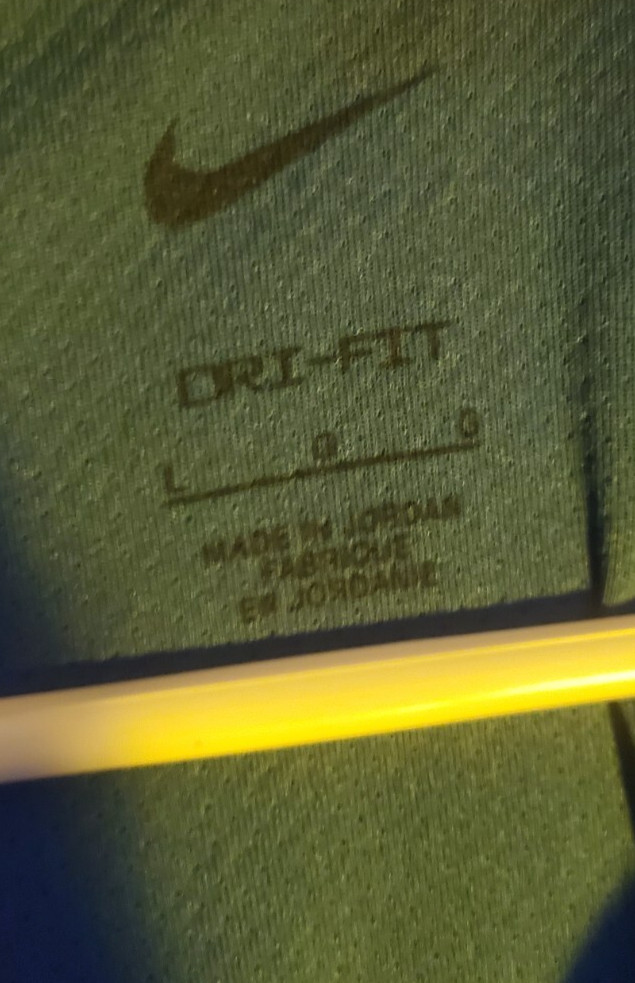 DRI-FIT
L G G
MADE IN JORDAN
FABRIQUÉ
EN JORDANIE